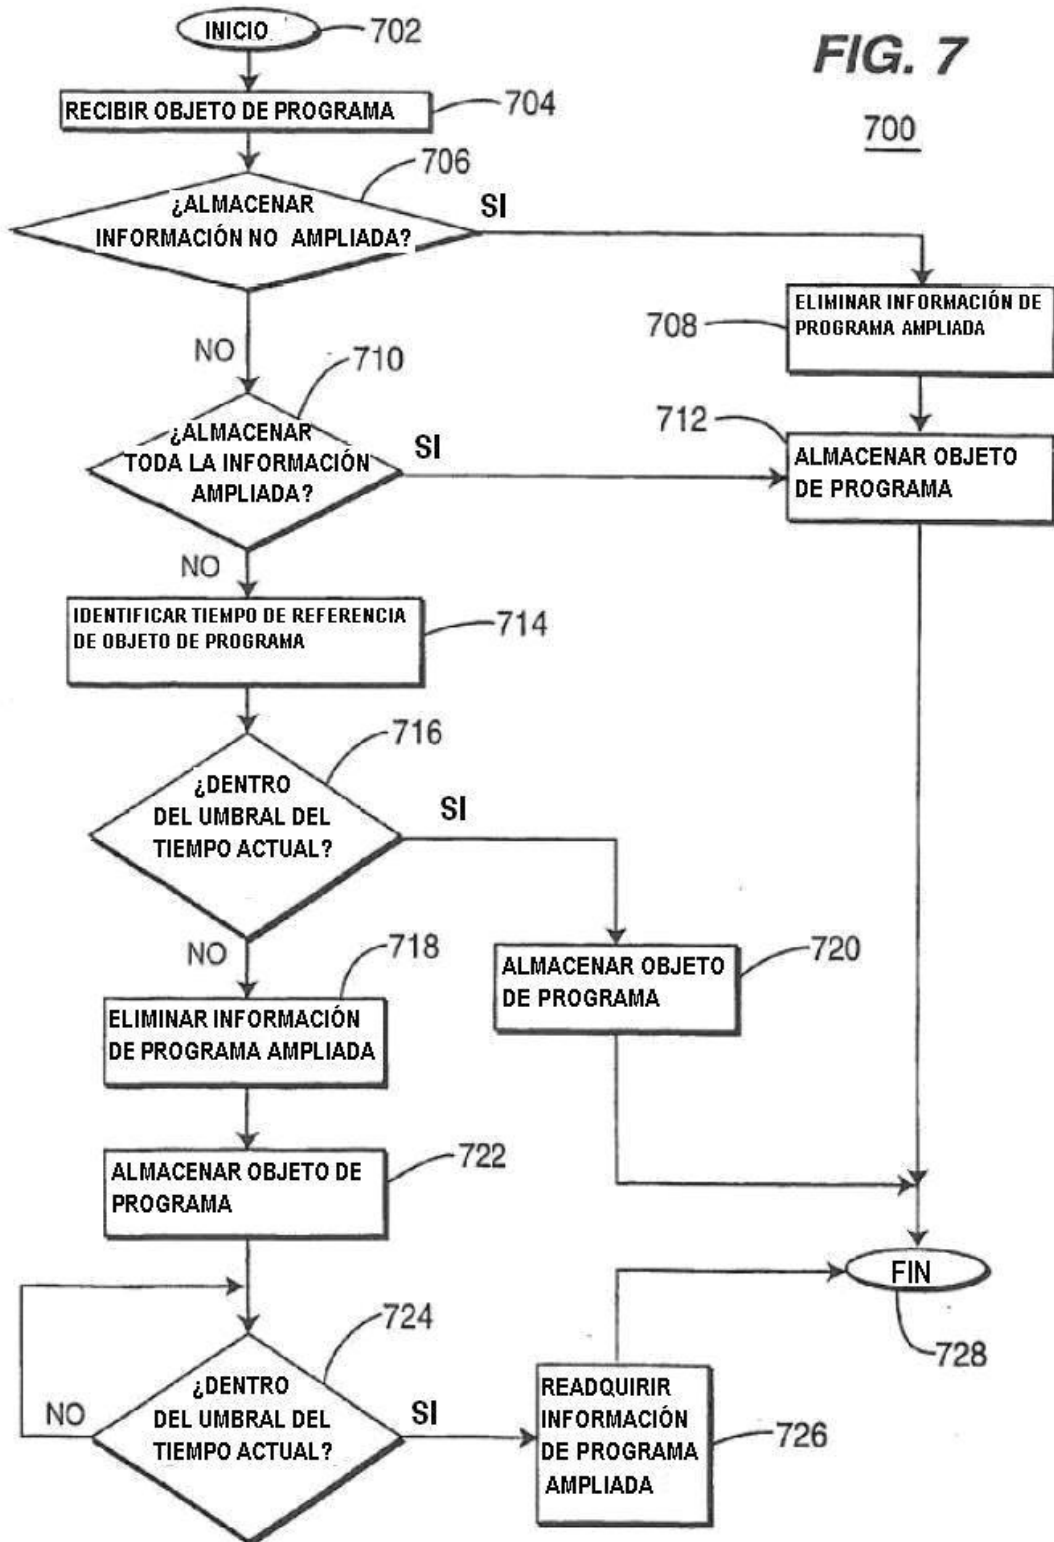 INICIO
702
FIG. 7
700
RECIBIR OBJETO DE PROGRAMA
704
706
¿ALMACENAR
INFORMACIÓN NO AMPLIADA?
SI
NO
708
ELIMINAR INFORMACIÓN DE
PROGRAMA AMPLIADA
710
¿ALMACENAR
TODA LA INFORMACIÓN
AMPLIADA?
SI
NO
712
ALMACENAR OBJETO
DE PROGRAMA
IDENTIFICAR TIEMPO DE REFERENCIA
DE OBJETO DE PROGRAMA
714
716
¿DENTRO
DEL UMBRAL DEL
TIEMPO ACTUAL?
SI
NO
718
ELIMINAR INFORMACIÓN
DE PROGRAMA AMPLIADA
ALMACENAR OBJETO
DE PROGRAMA
720
ALMACENAR OBJETO DE
PROGRAMA
722
724
¿DENTRO
DEL UMBRAL DEL
TIEMPO ACTUAL?
NO
SI
READQUIRIR
INFORMACIÓN
DE PROGRAMA
AMPLIADA
726
FIN
728